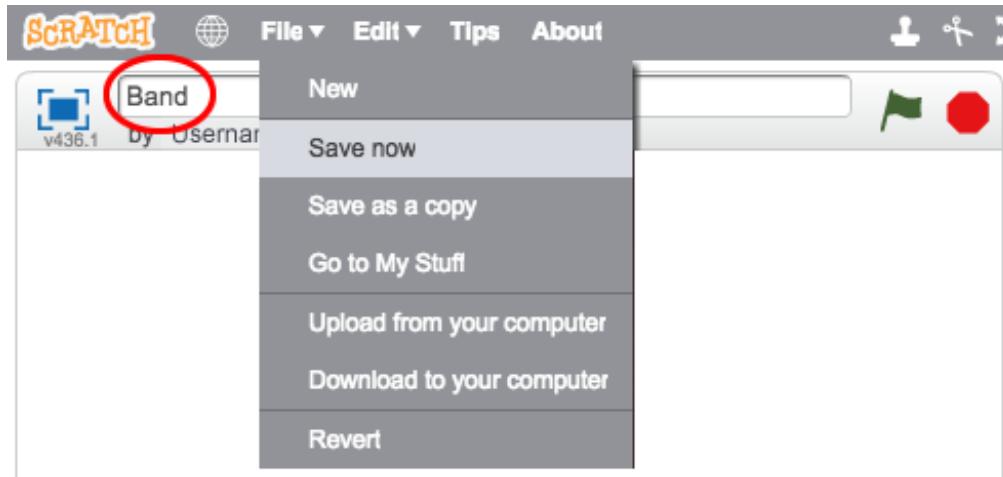 SCRATCH File Edit Tips About
Band
v436.1 by Usernar
New
Save now
Save as a copy
Go to My Stuff
Upload from your computer
Download to your computer
Revert